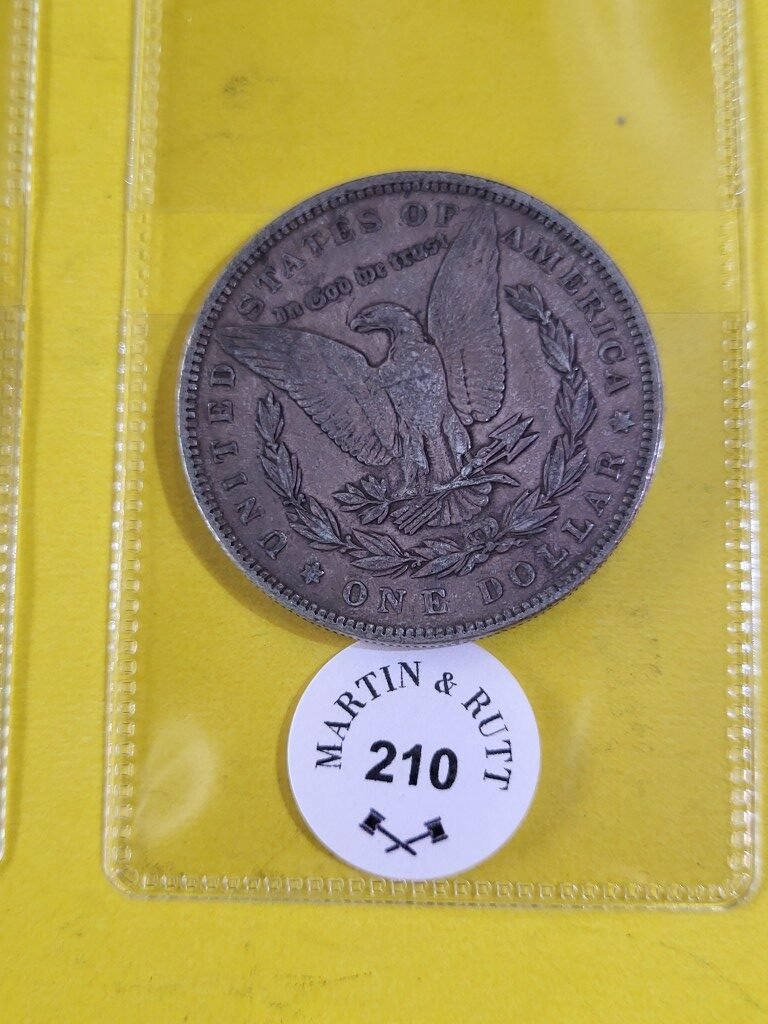 UNITED STATES OF AMERICA
In God we trust
ONE DOLLAR
MARTIN & RUTT
210